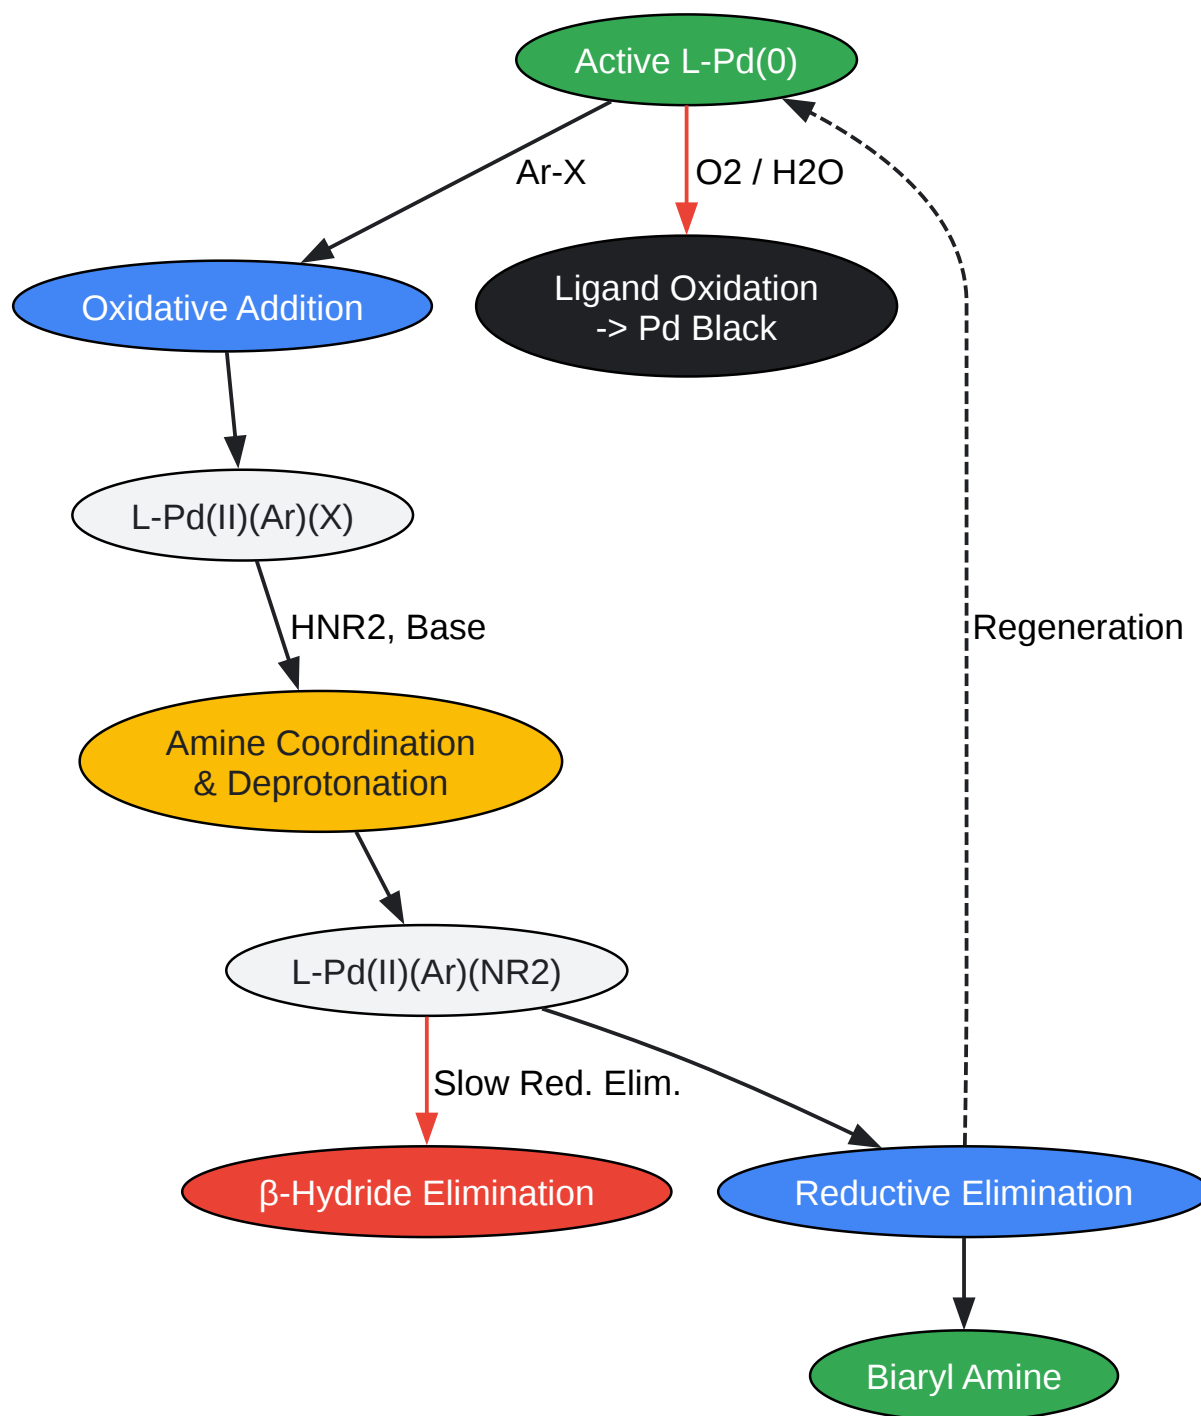 Active L-Pd(0)
Ar-X
O2 / H2O
Oxidative Addition
Ligand Oxidation
-> Pd Black
L-Pd(II)(Ar)(X)
HNR2, Base
Regeneration
Amine Coordination
& Deprotonation
L-Pd(II)(Ar)(NR2)
Slow Red. Elim.
β-Hydride Elimination
Reductive Elimination
Biaryl Amine